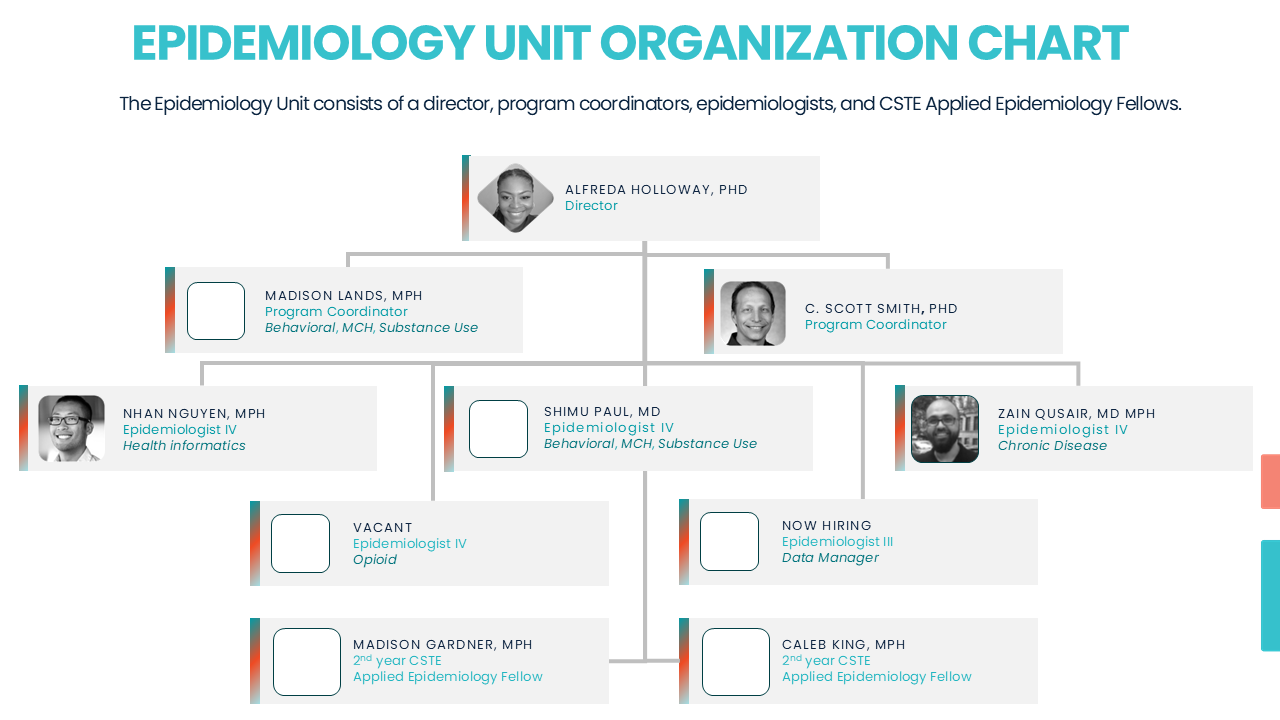 EPIDEMIOLOGY UNIT ORGANIZATION CHART
The Epidemiology Unit consists of a director, program coordinators, epidemiologists, and CSTE Applied Epidemiology Fellows.
ALFREDA HOLLOWAY, PHD
Director
MADISON LANDS, MPH
Program Coordinator
Behavioral, MCH, Substance Use
C. SCOTT SMITH, PHD
Program Coordinator
NHAN NGUYEN, MPH
Epidemiologist IV
Health informatics
SHIMU PAUL, MD
Epidemiologist IV
Behavioral, MCH, Substance Use
ZAIN QUSAIR, MD MPH
Epidemiologist IV
Chronic Disease
VACANT
Epidemiologist IV
Opioid
NOW HIRING
Epidemiologist III
Data Manager
MADISON GARDNER, MPH
2nd year CSTE
Applied Epidemiology Fellow
CALEB KING, MPH
2nd year CSTE
Applied Epidemiology Fellow